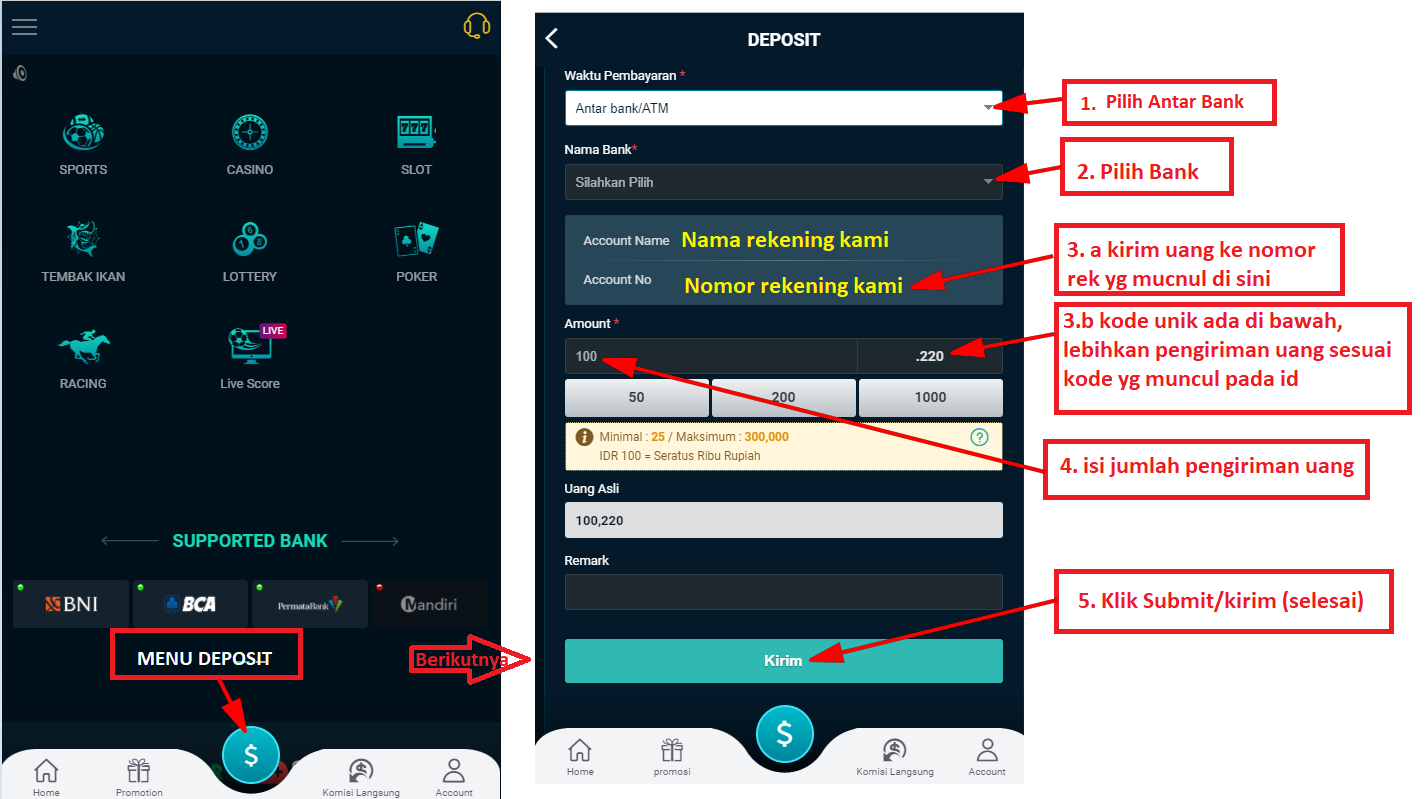 SPORTS
CASINO
SLOT
TEMBAK IKAN
LOTTERY
POKER
RACING
LIVE
Live Score
SUPPORTED BANK
BNI
BCA
PermataBank
Mandiri
MENU DEPOSIT
$
Home
Promotion
Komisi Langsung
Account
Berikutnya
DEPOSIT
Waktu Pembayaran *
Antar bank/ATM
Nama Bank*
Silahkan Pilih
Account Name Nama rekening kami
Account No Nomor rekening kami
Amount *
100 .220
50 200 1000
Minimal : 25 / Maksimum : 300,000
IDR 100 = Seratus Ribu Rupiah
Uang Asli
100,220
Remark
Kirim
$
Home
promosi
Komisi Langsung
Account
1. Pilih Antar Bank
2. Pilih Bank
3. a kirim uang ke nomor
rek yg mucnul di sini
3.b kode unik ada di bawah,
lebihkan pengiriman uang sesuai
kode yg muncul pada id
4. isi jumlah pengiriman uang
5. Klik Submit/kirim (selesai)